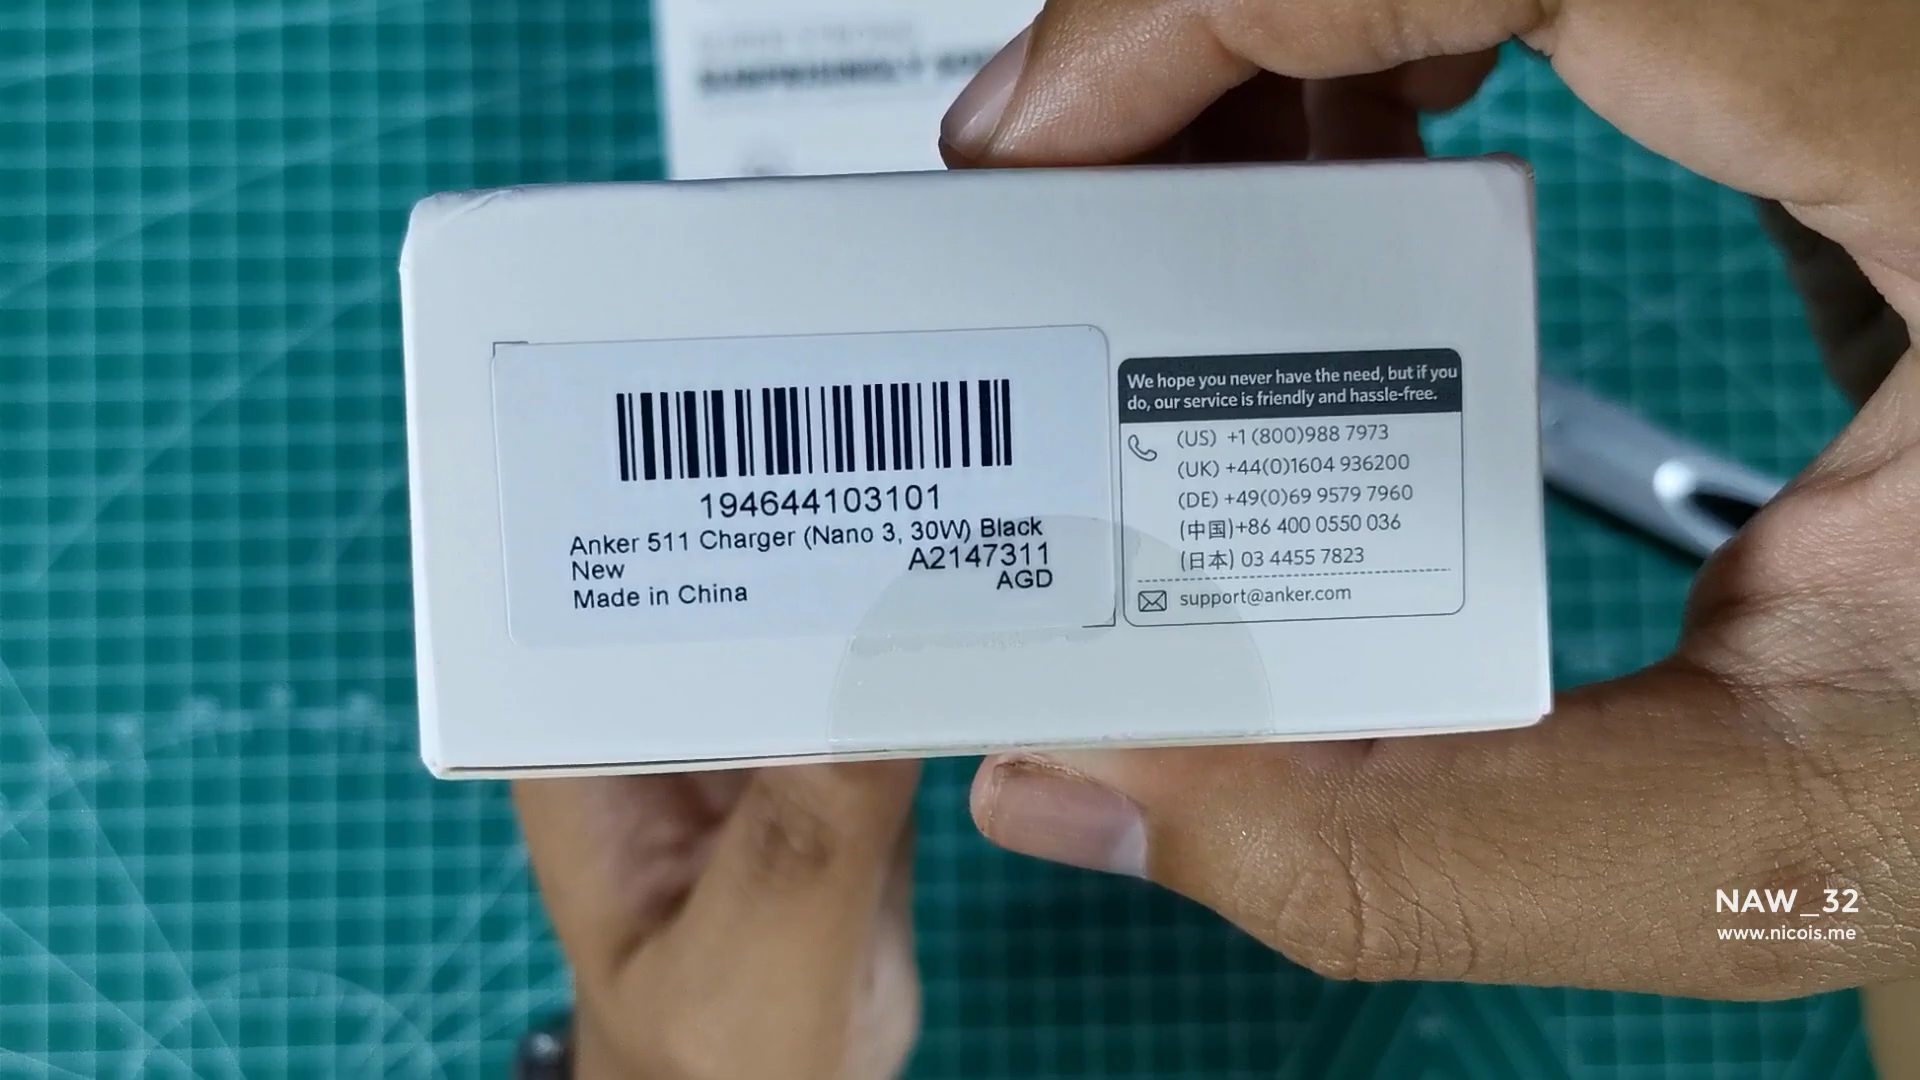 194644103101
Anker 511 Charger (Nano 3, 30W) Black
New
A2147311
Made in China
AGD
We hope you never have the need, but if you
do, our service is friendly and hassle-free.
(US) +1 (800)988 7973
(UK) +44(0)1604 936200
(DE) +49(0)69 9579 7960
(中国)+86 400 0550 036
(日本) 03 4455 7823
support@anker.com
NAW_32
www.nicois.me